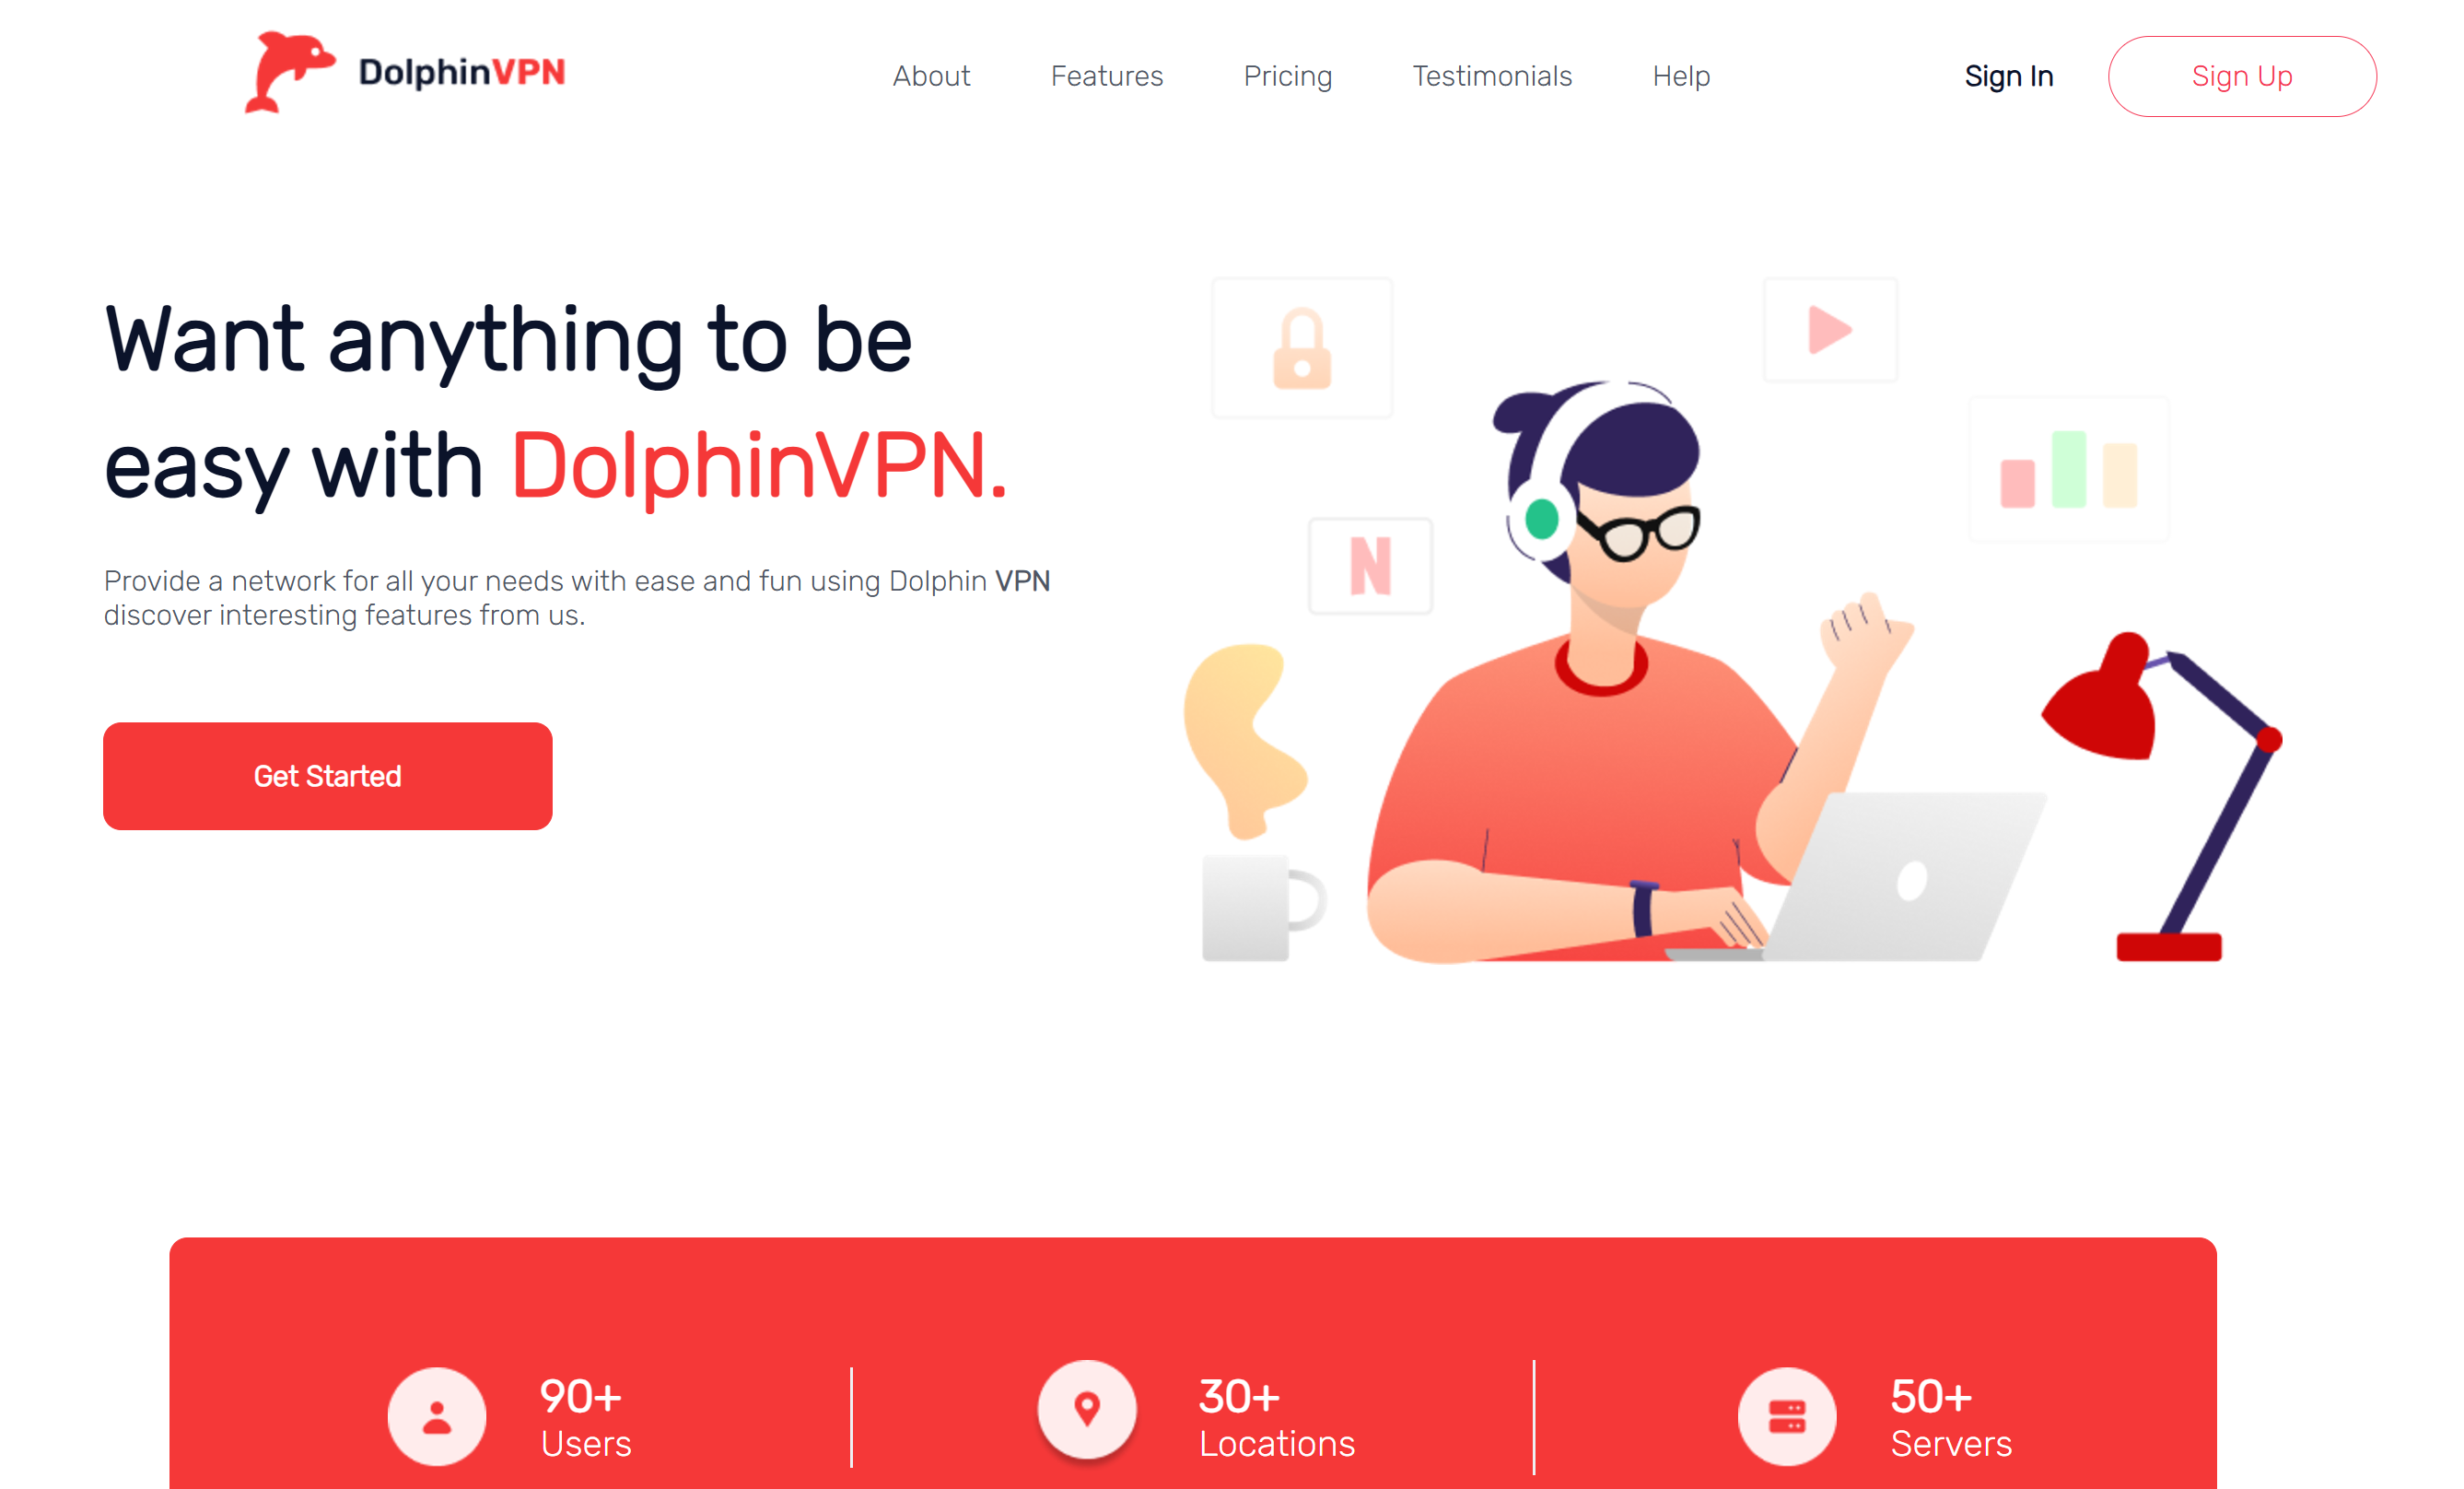 DolphinVPN
About Features Pricing Testimonials Help
Sign In
Sign Up
Want anything to be
easy with DolphinVPN.
Provide a network for all your needs with ease and fun using Dolphin VPN
discover interesting features from us.
Get Started
N
90+
Users
30+
Locations
50+
Servers